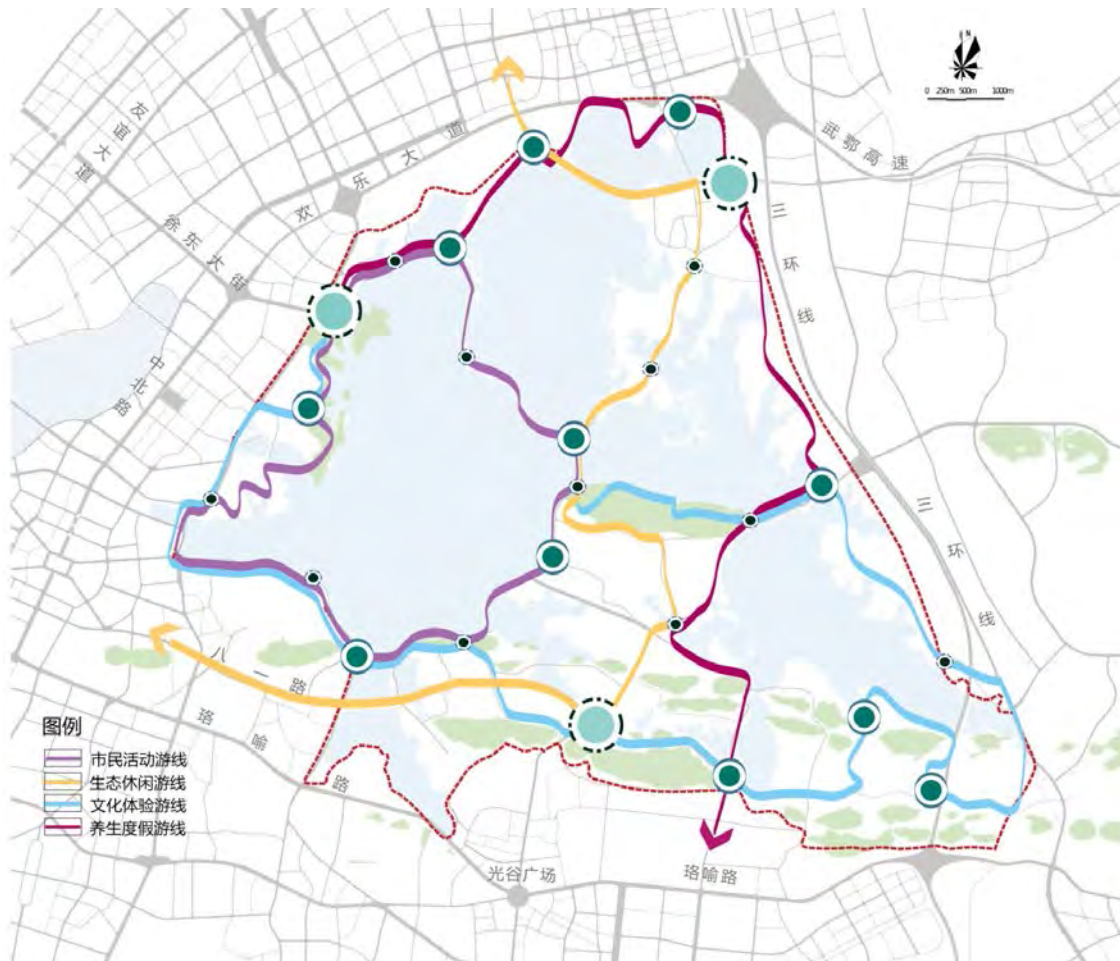 N
0 250m 500m 1000m
友谊大道
欢乐大道
武鄂高速
徐东大街
三环线
中北路
三环线
八一路
珞喻路
图例
市民活动游线
生态休闲游线
文化体验游线
养生度假游线
光谷广场
珞喻路